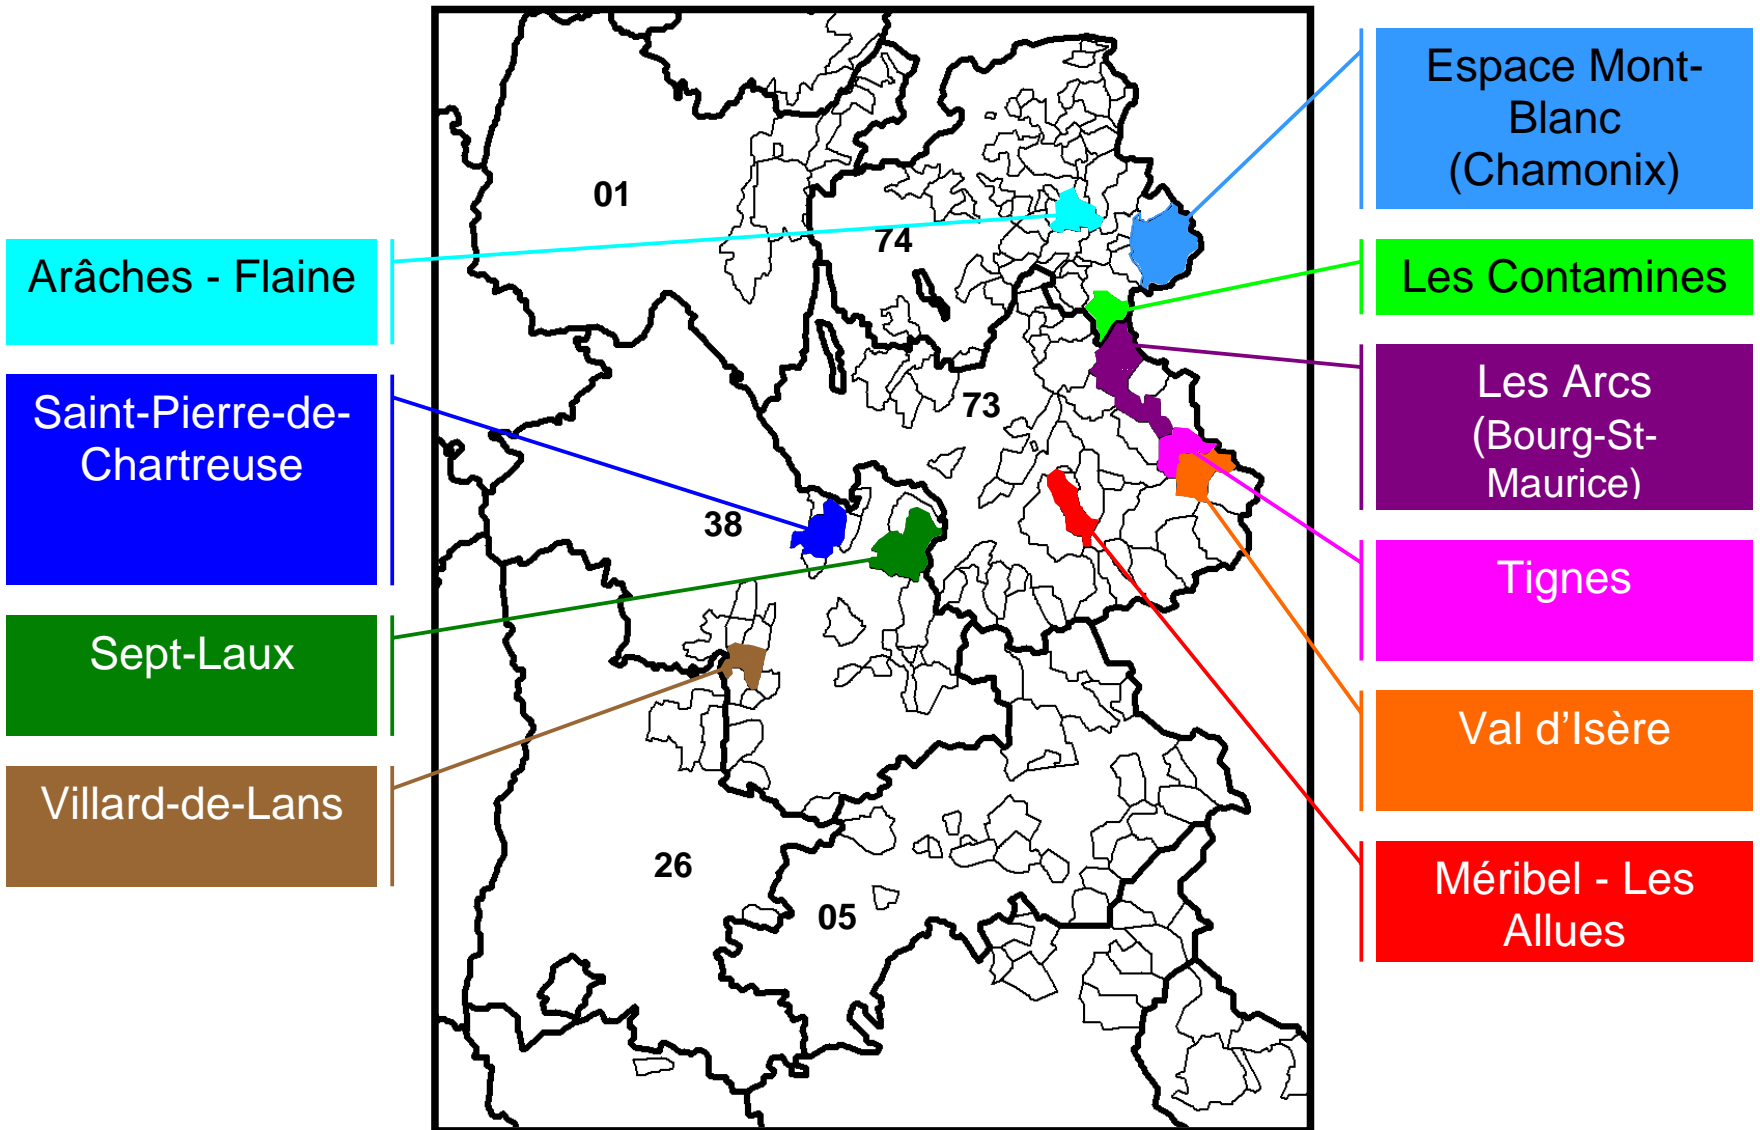 Arâches - Flaine
Saint-Pierre-de-
Chartreuse
Sept-Laux
Villard-de-Lans
01
74
73
38
26
05
Espace Mont-
Blanc
(Chamonix)
Les Contamines
Les Arcs
(Bourg-St-
Maurice)
Tignes
Val d’Isère
Méribel - Les
Allues